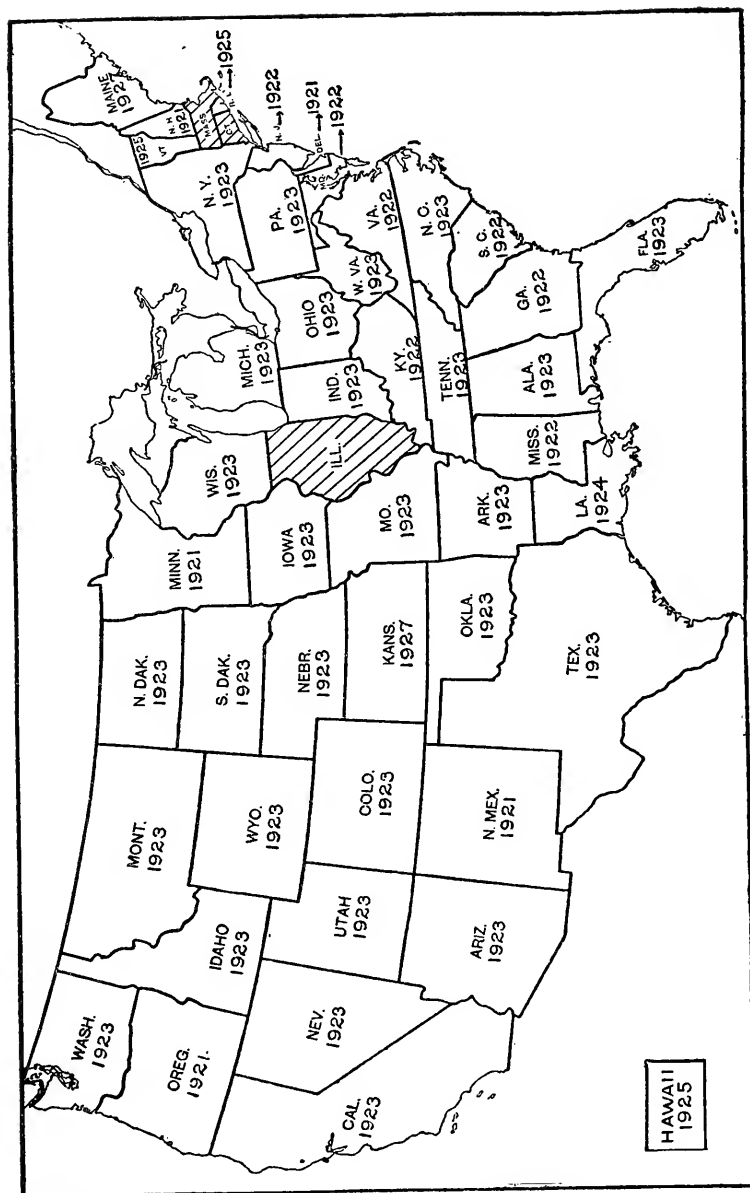 WASH.
1923
OREG.
1921.
CAL.
1923
NEV.
1923
IDAHO
1923
MONT.
1923
WYO.
1923
UTAH
1923
ARIZ.
1923
COLO.
1923
N. MEX.
1921
N. DAK.
1923
S. DAK.
1923
NEBR.
1923
KANS.
1927
OKLA.
1923
TEX.
1923
MINN.
1921
IOWA
1923
MO.
1923
ARK.
1923
LA.
1924
WIS.
1923
ILL.
MICH.
1923
IND.
1923
OHIO
1923
KY.
1922
TENN.
1923
MISS.
1922
ALA.
1923
GA.
1922
FLA.
1923
S. C.
1922
N. C.
1923
VA.
1922
W. VA.
1923
PA.
1923
N. Y.
1923
1925
VT
N. H
1921
MAINE
1927
MASS.
CT.
R. I. →1925
N. J. →1922
DEL →1921
MD. →1922
HAWAII
1925